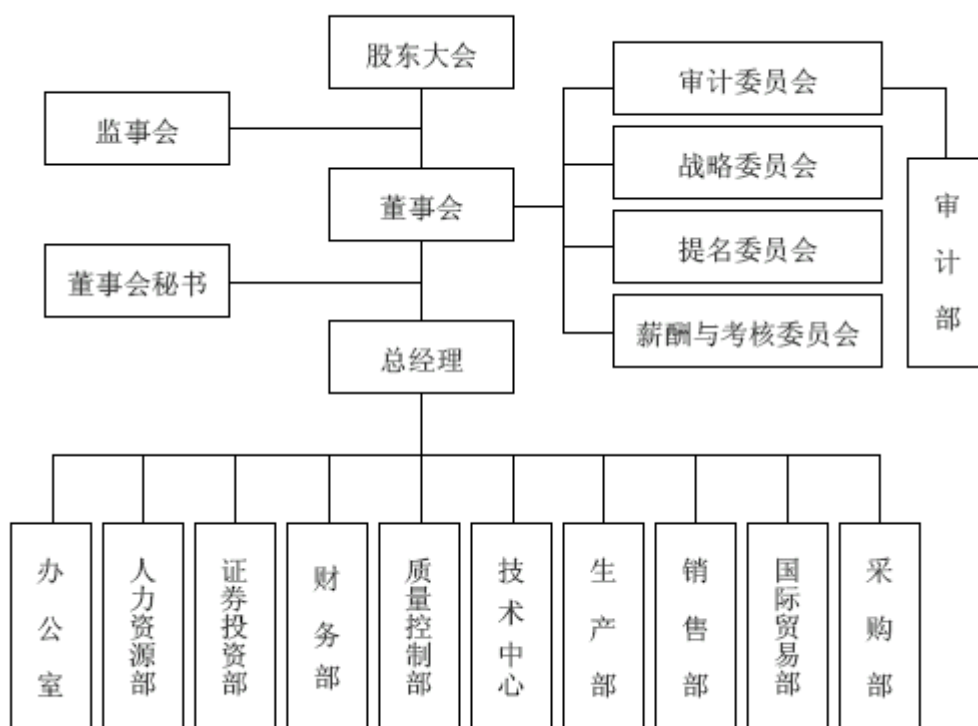 股东大会
审计委员会
监事会
战略委员会
董事会
审计部
提名委员会
董事会秘书
薪酬与考核委员会
总经理
办公室
人力资源部
证券投资部
财务部
质量控制部
技术中心
生产部
销售部
国际贸易部
采购部